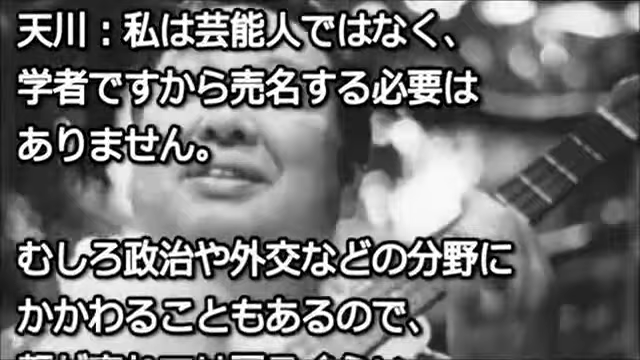 天川：私は芸能人ではなく、
学者ですから売名する必要は
ありません。
むしろ政治や外交などの分野に
かかわることもあるので、